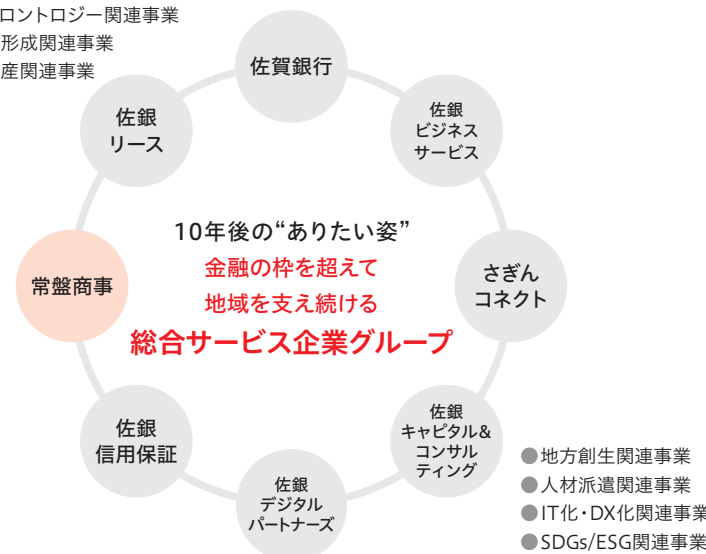 ロントロジー関連事業
形成関連事業
産関連事業
佐賀銀行
佐銀
リース
佐銀
ビジネス
サービス
常盤商事
10年後の“ありたい姿”
金融の枠を超えて
地域を支え続ける
総合サービス企業グループ
さぎん
コネクト
佐銀
信用保証
佐銀
デジタル
パートナーズ
佐銀
キャピタル&
コンサル
ティング
●地方創生関連事業
●人材派遣関連事業
●IT化・DX化関連事業
●SDGs/ESG関連事業